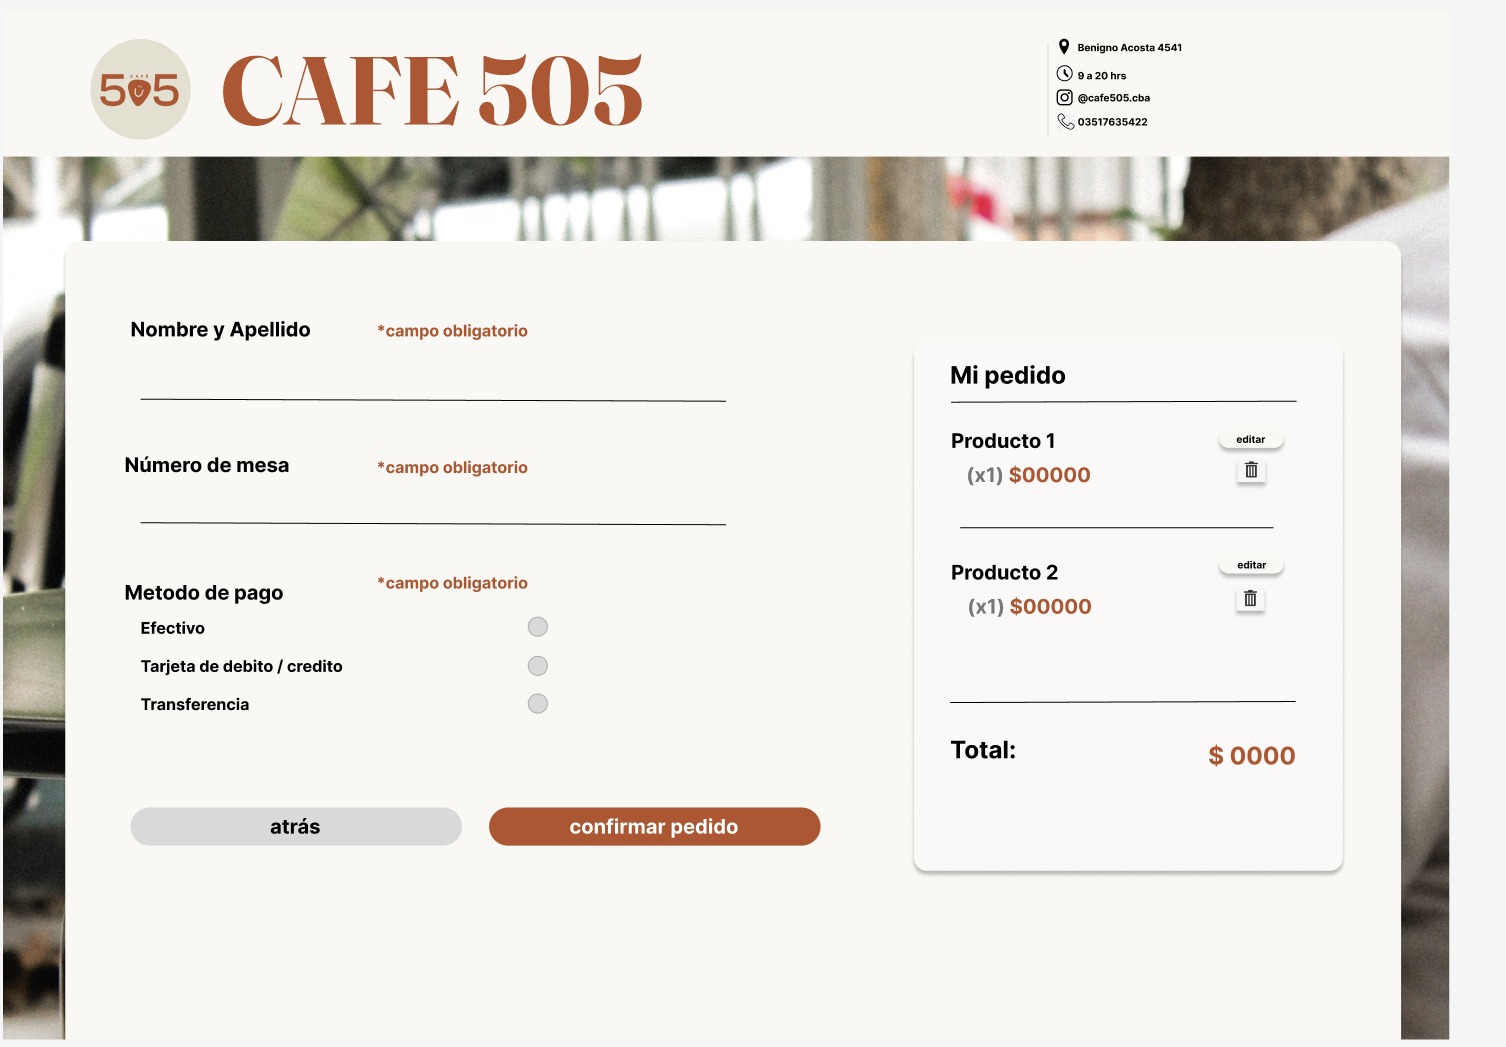 CAFE
505
CAFE 505
Benigno Acosta 4541
9 a 20 hrs
@cafe505.cba
03517635422
Nombre y Apellido *campo obligatorio
Número de mesa *campo obligatorio
Metodo de pago *campo obligatorio
Efectivo
Tarjeta de debito / credito
Transferencia
atrás
confirmar pedido
Mi pedido
Producto 1
editar
(x1) $00000
Producto 2
editar
(x1) $00000
Total:
$ 0000